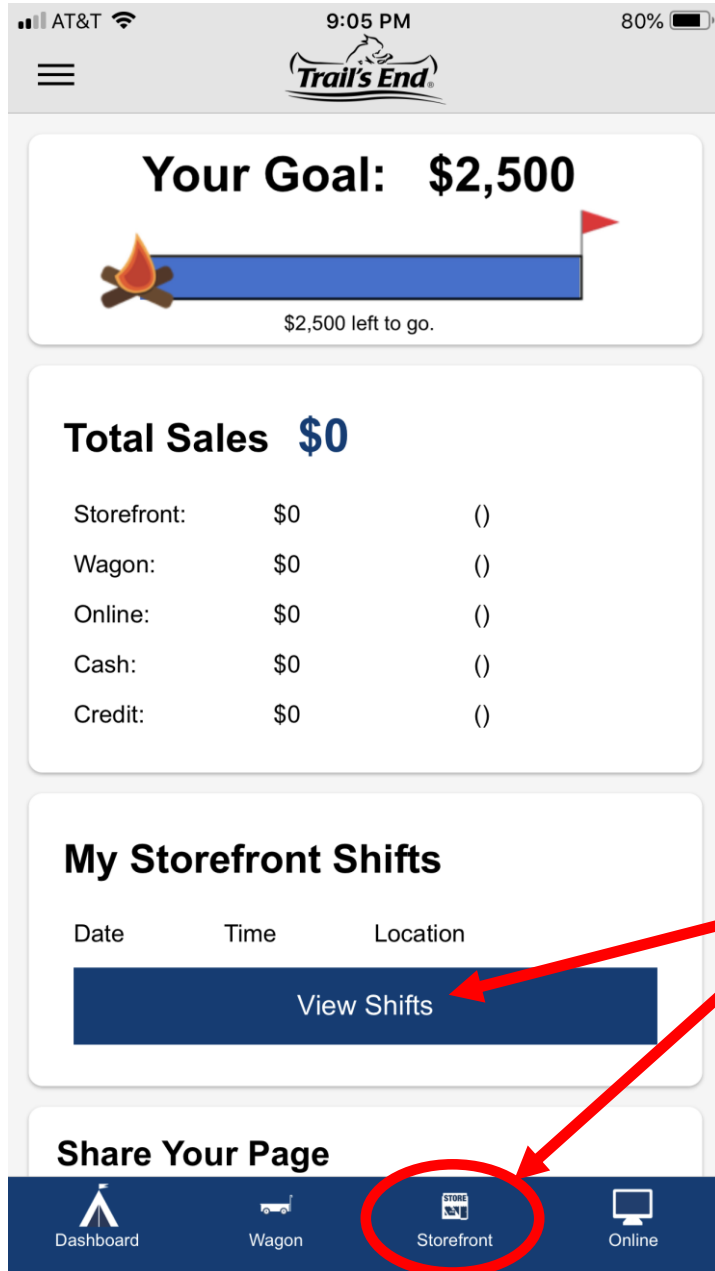 AT&T 9:05 PM 80%
Trail's End®
Your Goal: $2,500
$2,500 left to go.
Total Sales $0
Storefront: $0 ()
Wagon: $0 ()
Online: $0 ()
Cash: $0 ()
Credit: $0 ()
My Storefront Shifts
Date Time Location
View Shifts
Share Your Page
STORE
Dashboard Wagon Storefront Online